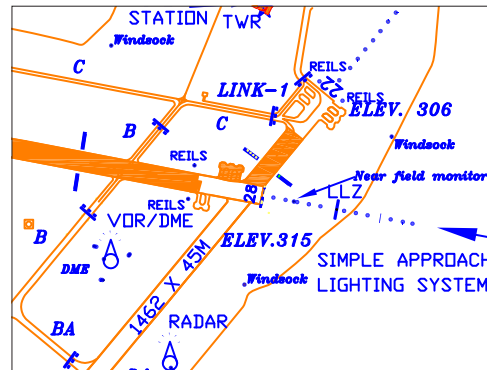 STATION TWR
Windsock
REILS
C
LINK-1
22
REILS
ELEV. 306
B
C
Windsock
REILS
Near field monitor
28
LLZ
REILS
VOR/DME
B
ELEV.315
SIMPLE APPROACH
LIGHTING SYSTEM
DME
Windsock
1462 X 45M
RADAR
BA